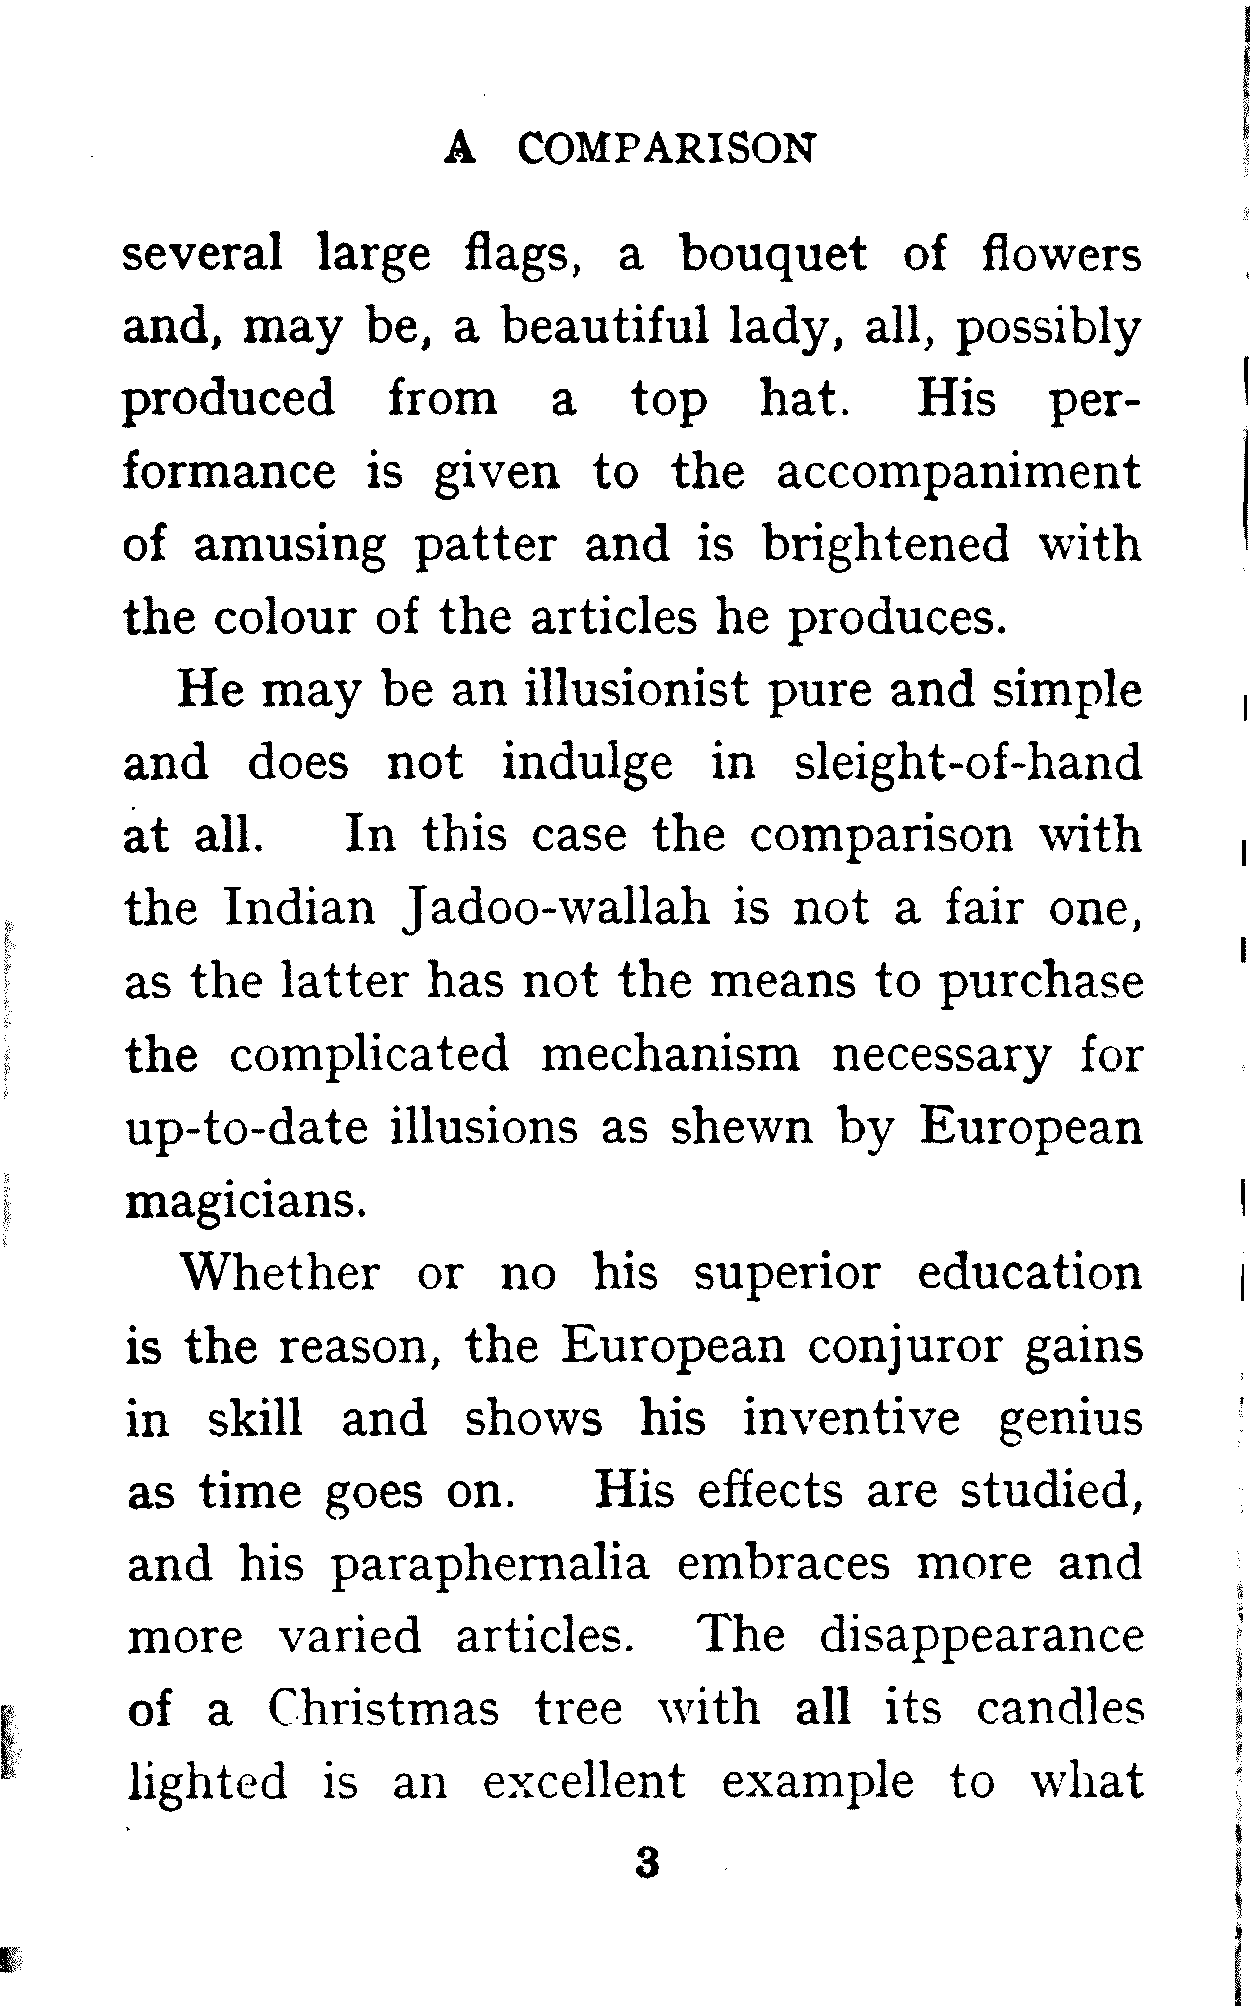 A COMPARISON
several large flags, a bouquet of flowers
and, may be, a beautiful lady, all, possibly
produced from a top hat. His per-
formance is given to the accompaniment
of amusing patter and is brightened with
the colour of the articles he produces.
He may be an illusionist pure and simple
and does not indulge in sleight-of-hand
at all. In this case the comparison with
the Indian Jadoo-wallah is not a fair one,
as the latter has not the means to purchase
the complicated mechanism necessary for
up-to-date illusions as shewn by European
magicians.
Whether or no his superior education
is the reason, the European conjuror gains
in skill and shows his inventive genius
as time goes on. His effects are studied,
and his paraphernalia embraces more and
more varied articles. The disappearance
of a Christmas tree with all its candles
lighted is an excellent example to what
3